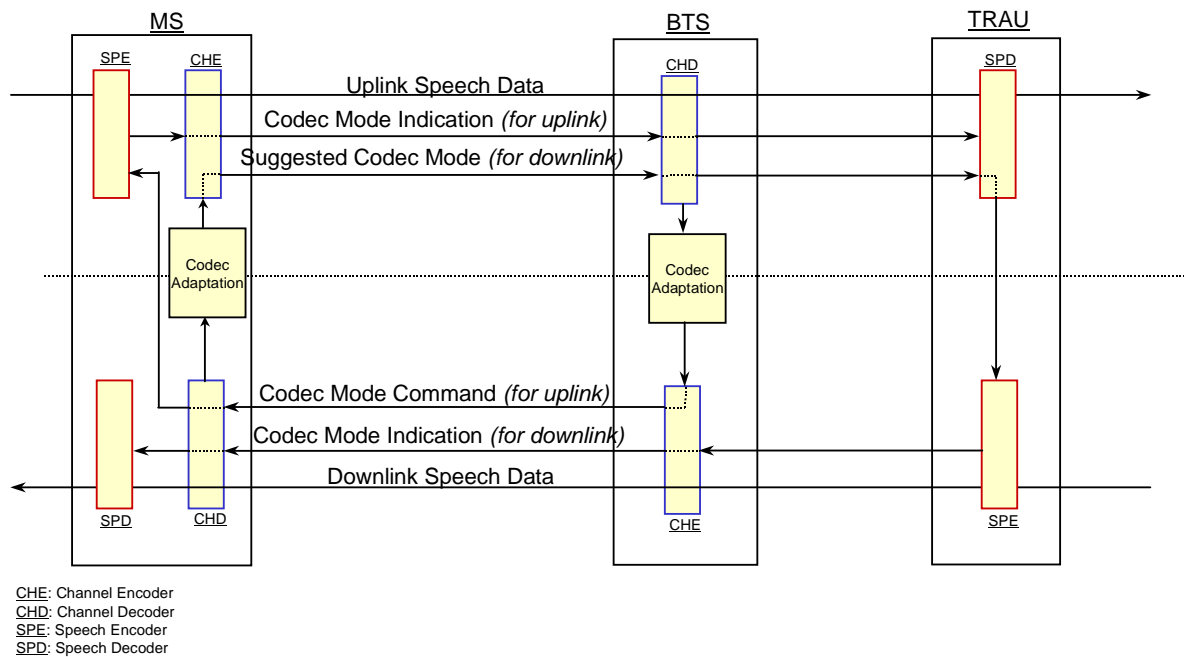 MS
BTS
TRAU
SPE
CHE
CHD
SPD
Uplink Speech Data
Codec Mode Indication (for uplink)
Suggested Codec Mode (for downlink)
Codec
Adaptation
Codec
Adaptation
Codec Mode Command (for uplink)
Codec Mode Indication (for downlink)
Downlink Speech Data
SPD
CHD
CHE
SPE
CHE: Channel Encoder
CHD: Channel Decoder
SPE: Speech Encoder
SPD: Speech Decoder